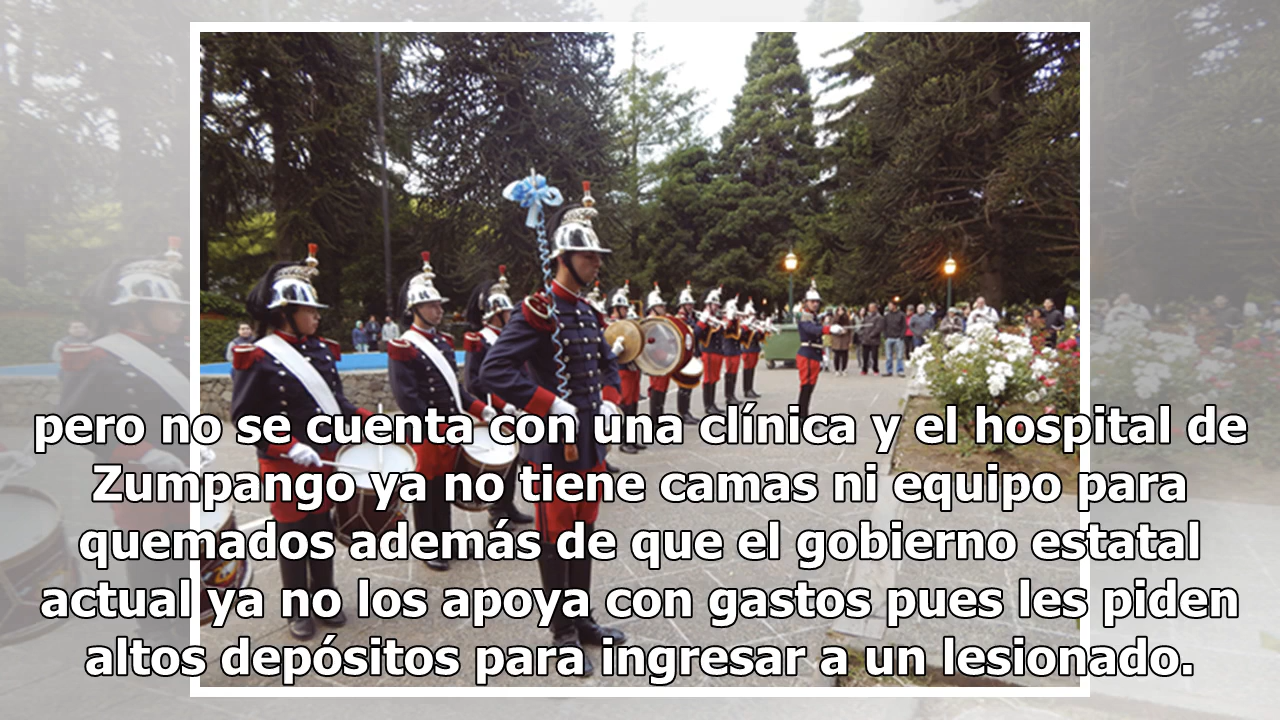 pero no se cuenta con una clínica y el hospital de
Zumpango ya no tiene camas ni equipo para
quemados además de que el gobierno estatal
actual ya no los apoya con gastos pues les piden
altos depósitos para ingresar a un lesionado.